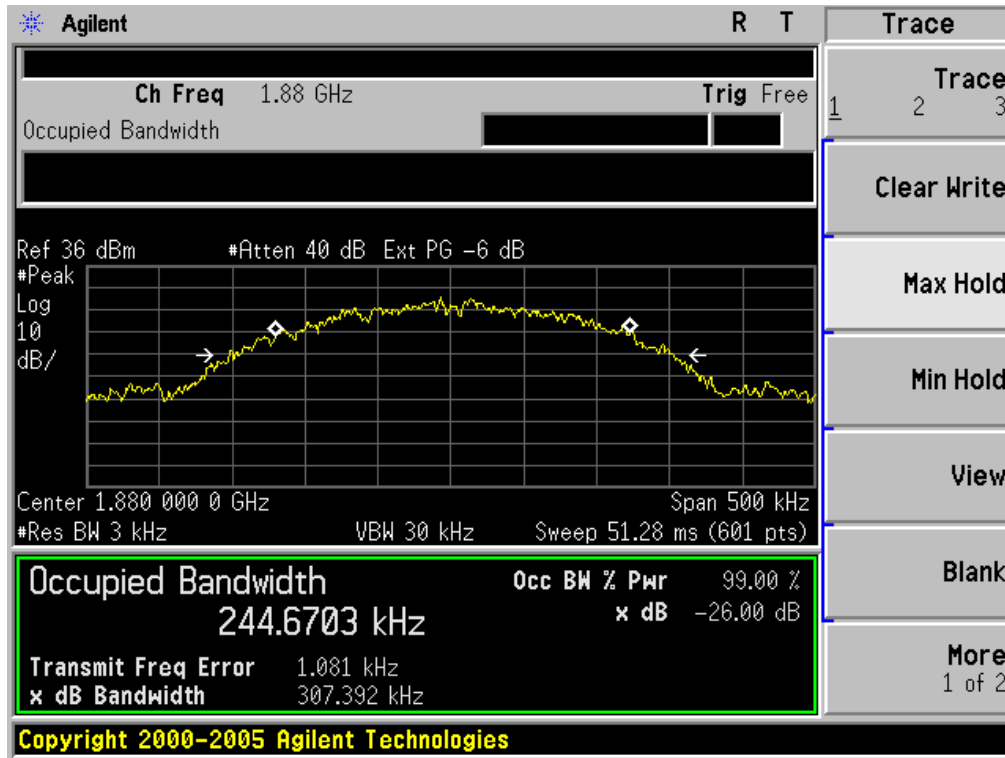 Agilent R T
Trace
Ch Freq 1.88 GHz Trig Free
Occupied Bandwidth
Ref 36 dBm #Atten 40 dB Ext PG -6 dB
#Peak
Log
10
dB/
Center 1.880 000 0 GHz Span 500 kHz
#Res BW 3 kHz VBW 30 kHz Sweep 51.28 ms (601 pts)
Occupied Bandwidth
244.6703 kHz
Occ BW % Pwr 99.00 %
x dB -26.00 dB
Transmit Freq Error 1.081 kHz
x dB Bandwidth 307.392 kHz
Copyright 2000-2005 Agilent Technologies
Trace
1 2 3
Clear Write
Max Hold
Min Hold
View
Blank
More
1 of 2